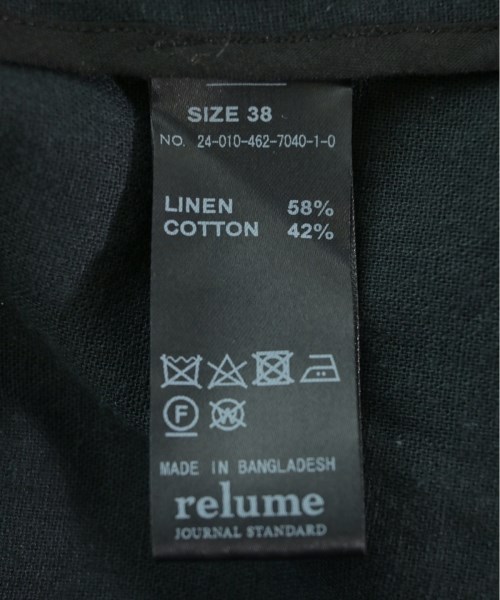 SIZE 38
NO. 24-010-462-7040-1-0
LINEN 58%
COTTON 42%
F W
MADE IN BANGLADESH
relume
JOURNAL STANDARD